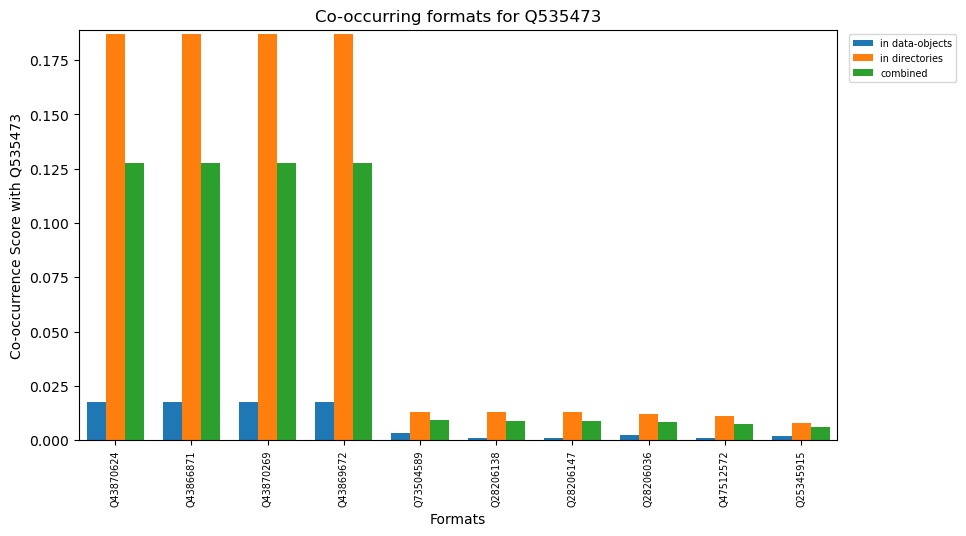 Co-occurring formats for Q535473
in data-objects
in directories
combined
Co-occurrence Score with Q535473
0.175
0.150
0.125
0.100
0.075
0.050
0.025
0.000
Q43870624
Q43866871
Q43870269
Q43869672
Q73504589
Q28206138
Q28206147
Q28206036
Q47512572
Q25345915
Formats